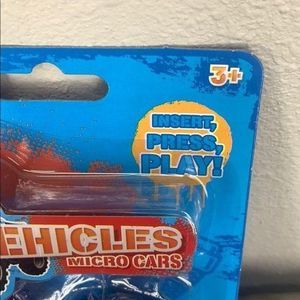 3+
INSERT,
PRESS,
PLAY!
EHICLES
MICRO CARS